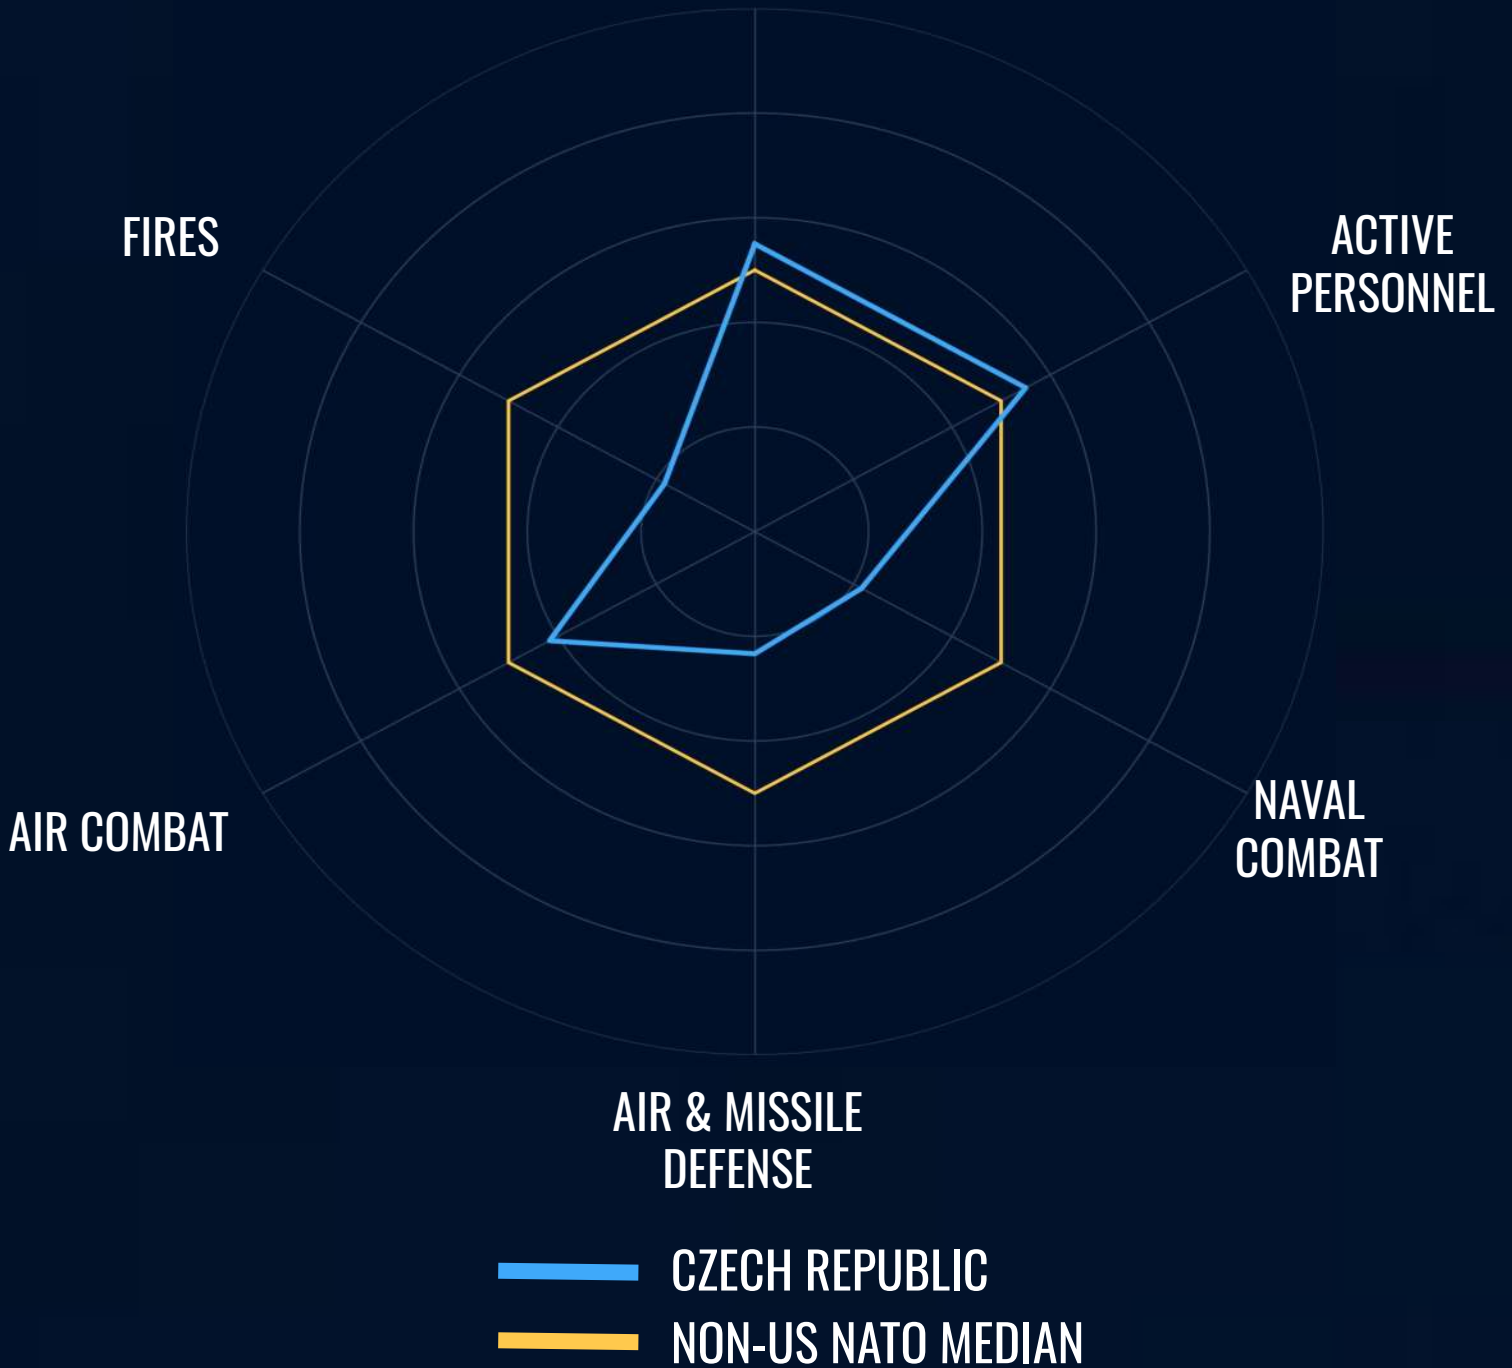 FIRES
ACTIVE
PERSONNEL
AIR COMBAT
NAVAL
COMBAT
AIR & MISSILE
DEFENSE
CZECH REPUBLIC
NON-US NATO MEDIAN